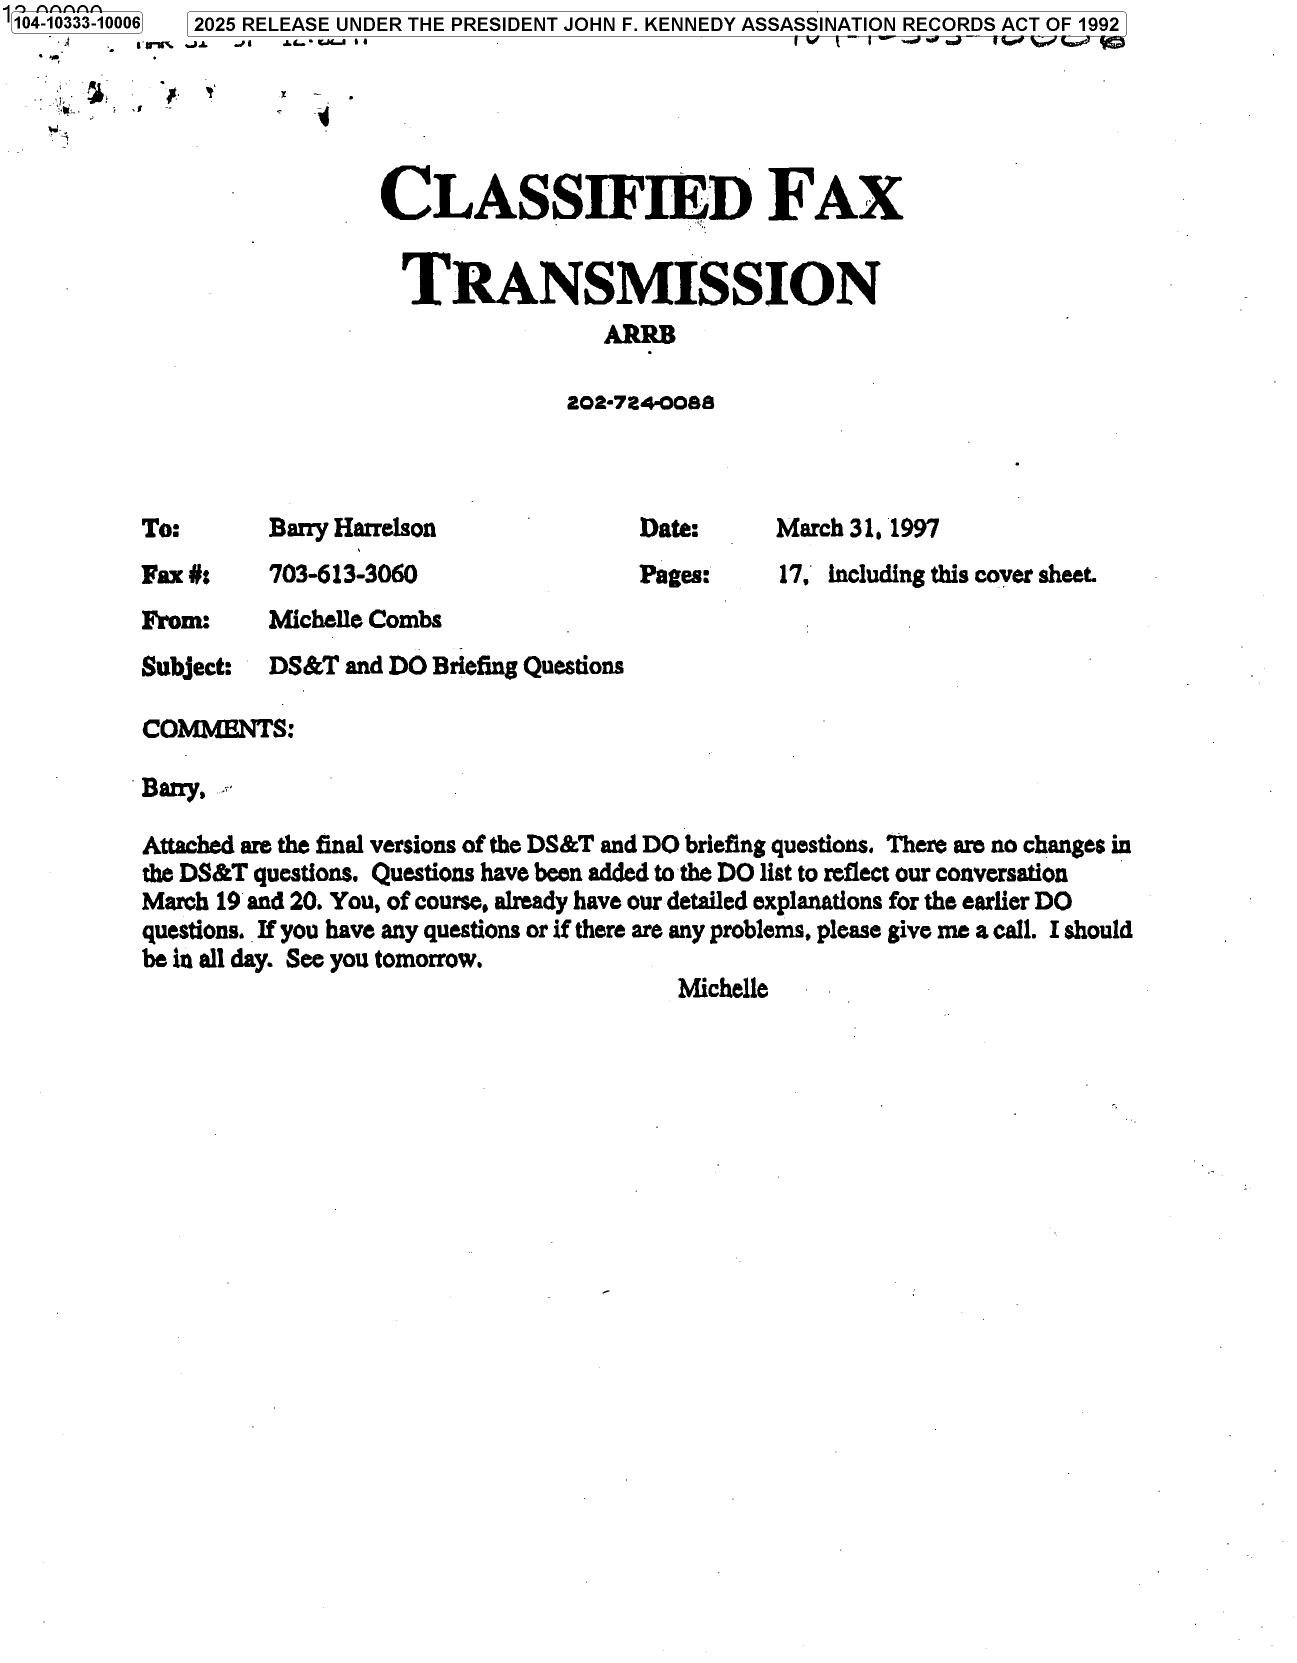 104-10333-10006
2025 RELEASE UNDER THE PRESIDENT JOHN F. KENNEDY ASSASSINATION RECORDS ACT OF 1992
CLASSIFIED FAX
TRANSMISSION
ARRB
202-724-0088
To: Barry Harrelson Date: March 31, 1997
Fax #: 703-613-3060 Pages: 17, including this cover sheet.
From: Michelle Combs
Subject: DS&T and DO Briefing Questions
COMMENTS:
Barry,
Attached are the final versions of the DS&T and DO briefing questions. There are no changes in
the DS&T questions. Questions have been added to the DO list to reflect our conversation
March 19 and 20. You, of course, already have our detailed explanations for the earlier DO
questions. If you have any questions or if there are any problems, please give me a call. I should
be in all day. See you tomorrow.
Michelle